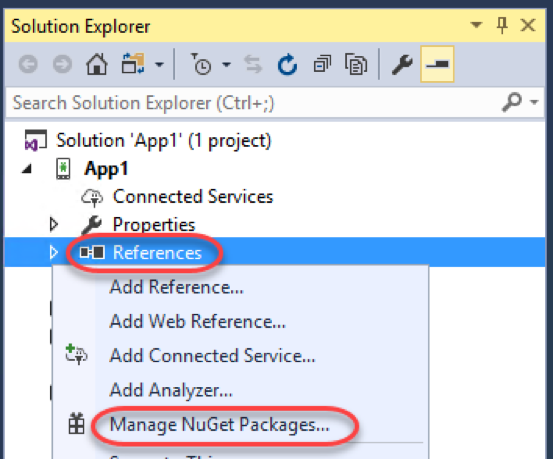 Solution Explorer
Search Solution Explorer (Ctrl+;)
Solution 'App1' (1 project)
App1
Connected Services
Properties
References
Add Reference...
Add Web Reference...
Add Connected Service...
Add Analyzer...
Manage NuGet Packages...